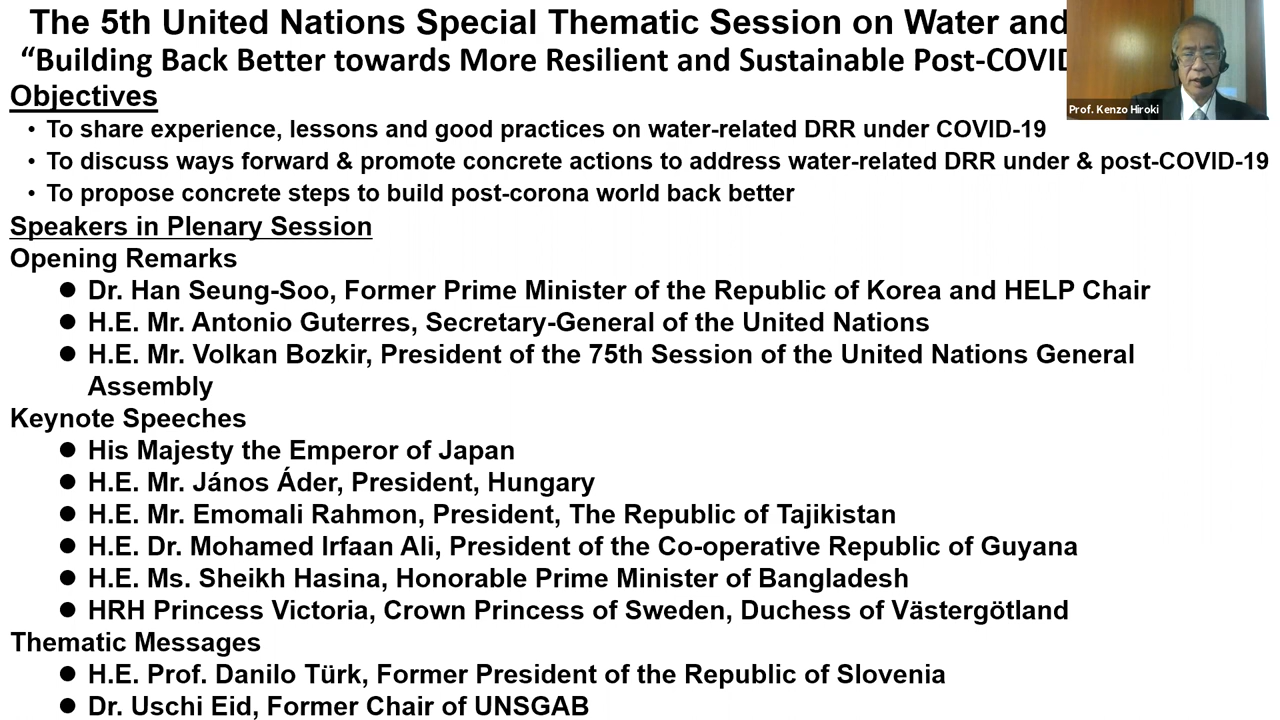 The 5th United Nations Special Thematic Session on Water and
“Building Back Better towards More Resilient and Sustainable Post-COVID
Prof. Kenzo Hiroki
Objectives
• To share experience, lessons and good practices on water-related DRR under COVID-19
• To discuss ways forward & promote concrete actions to address water-related DRR under & post-COVID-19
• To propose concrete steps to build post-corona world back better
Speakers in Plenary Session
Opening Remarks
● Dr. Han Seung-Soo, Former Prime Minister of the Republic of Korea and HELP Chair
● H.E. Mr. Antonio Guterres, Secretary-General of the United Nations
● H.E. Mr. Volkan Bozkir, President of the 75th Session of the United Nations General
Assembly
Keynote Speeches
● His Majesty the Emperor of Japan
● H.E. Mr. János Áder, President, Hungary
● H.E. Mr. Emomali Rahmon, President, The Republic of Tajikistan
● H.E. Dr. Mohamed Irfaan Ali, President of the Co-operative Republic of Guyana
● H.E. Ms. Sheikh Hasina, Honorable Prime Minister of Bangladesh
● HRH Princess Victoria, Crown Princess of Sweden, Duchess of Västergötland
Thematic Messages
● H.E. Prof. Danilo Türk, Former President of the Republic of Slovenia
● Dr. Uschi Eid, Former Chair of UNSGAB